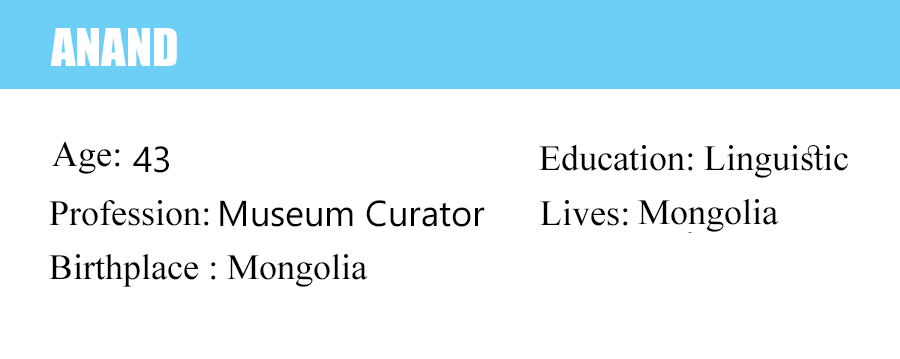 ANAND
Age: 43
Profession: Museum Curator
Birthplace : Mongolia
Education: Linguistic
Lives: Mongolia